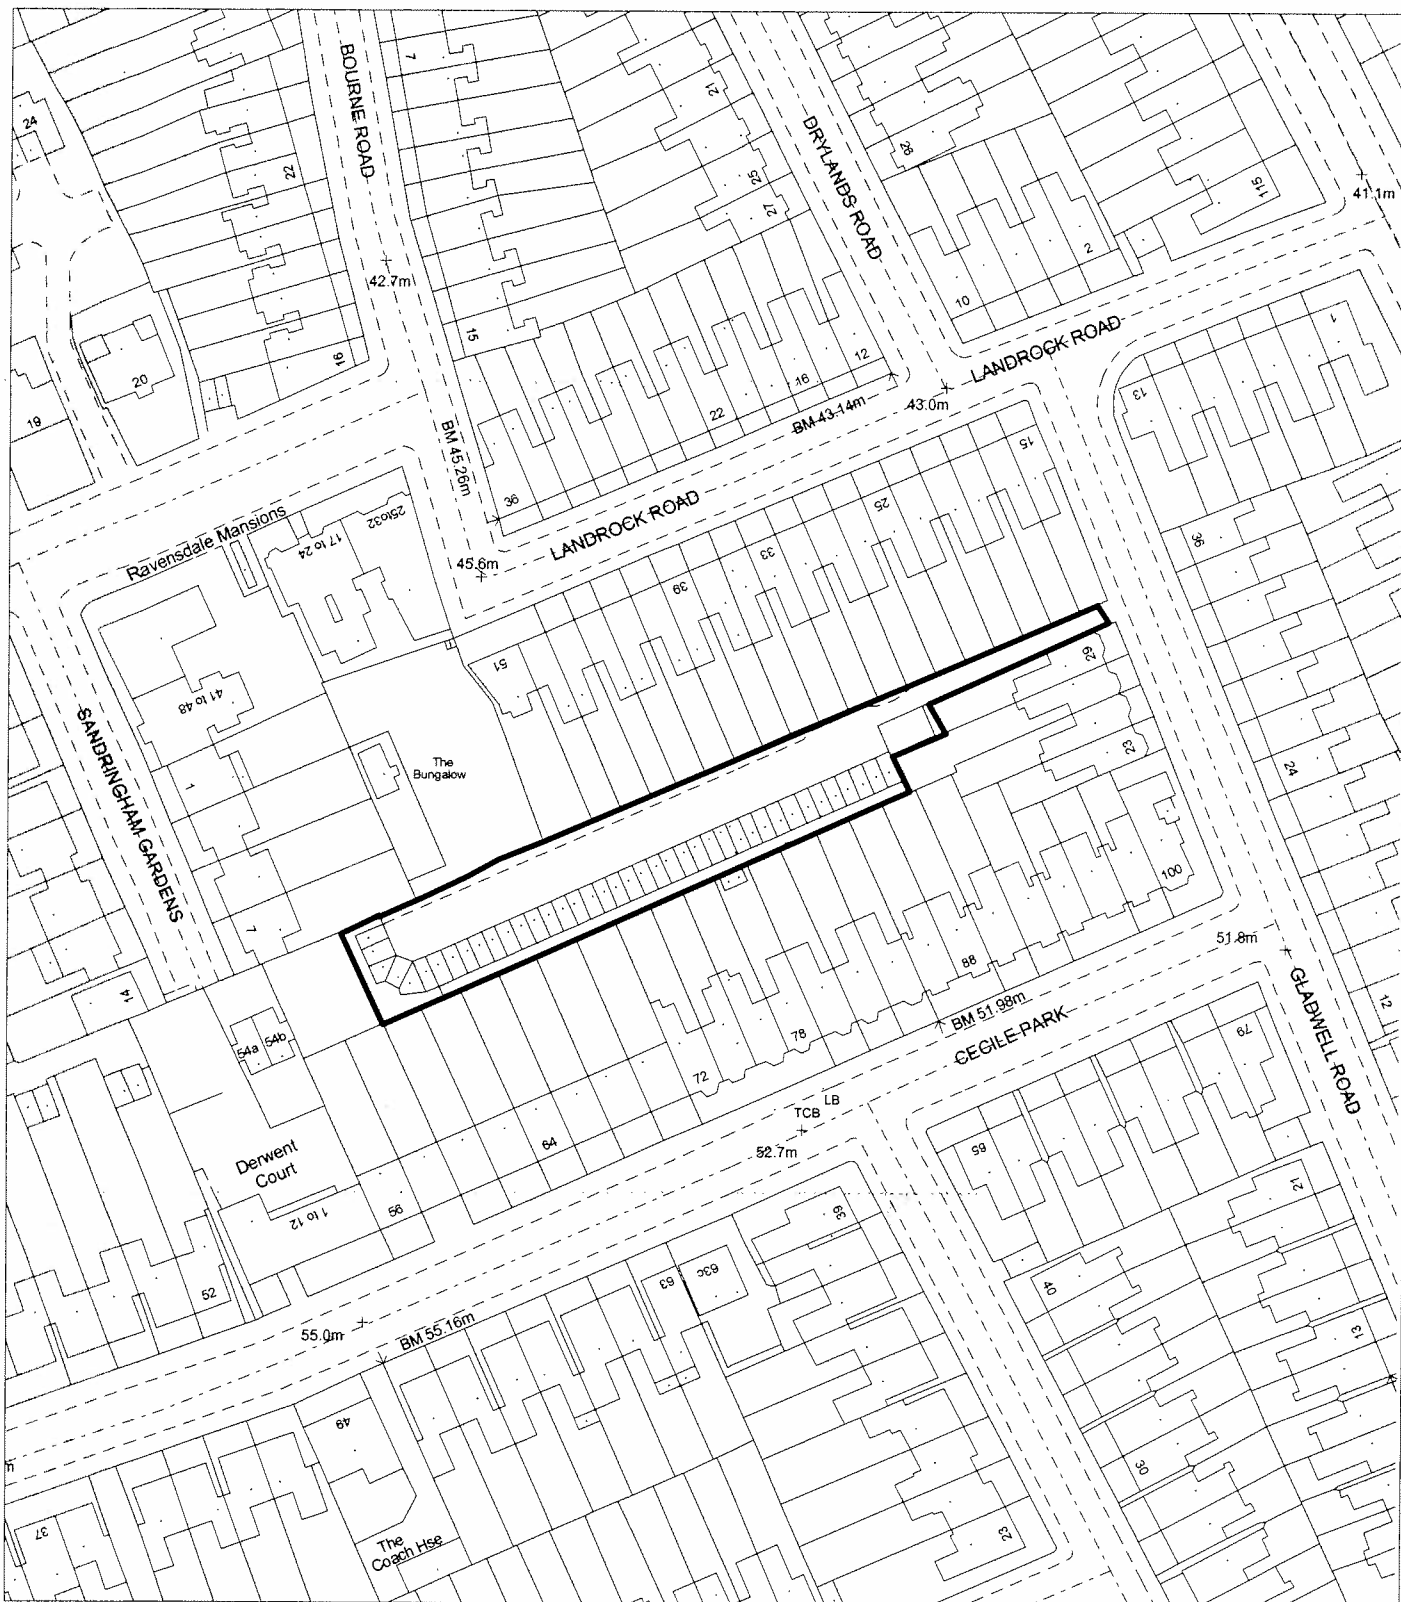 BOURNE ROAD
7
24
22
21
DRYLANDS ROAD
26
25
27
115
41.1m
2
42.7m
10
15
16
20
19
12
16
22
BM 43.14m
43.0m
LANDROCK ROAD
1
13
15
BM 45.26m
36
25to32
17 to 24
Ravensdale Mansions
LANDROCK ROAD
45.6m
25
33
39
51
36
29
41 to 48
SANDRINGHAM GARDENS
1
The
Bungalow
23
24
7
100
14
88
51.8m
54a
54b
BM 51.98m
CECILE PARK
GLADWELL ROAD
12
78
79
72
LB
TCB
52.7m
64
65
Derwent
Court
1 to 12
56
21
39
52
63
63c
40
55.0m
BM 55.16m
13
49
30
37
The
Coach Hse
23
m